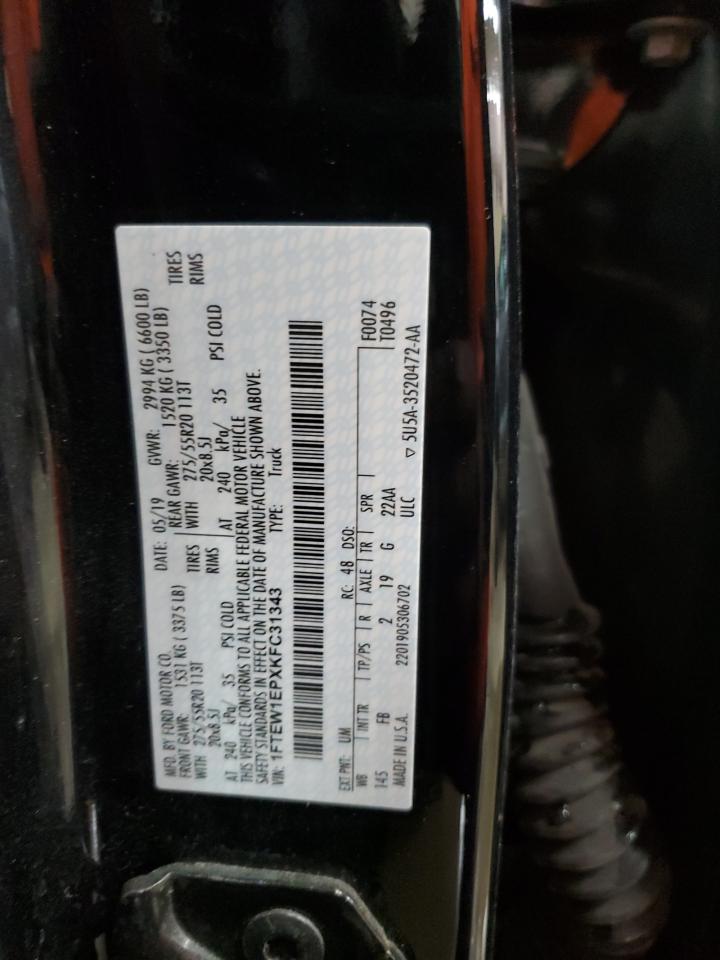 MFD. BY FORD MOTOR CO. DATE: 05/19 GVWR: 2994 KG ( 6600 LB)
FRONT GAWR: 1531 KG ( 3375 LB) REAR GAWR: 1520 KG ( 3350 LB)
WITH 275/55R20 113T TIRES WITH 275/55R20 113T TIRES
20x8.5J RIMS 20x8.5J RIMS
AT 240 kPa/ 35 PSI COLD AT 240 kPa/ 35 PSI COLD
THIS VEHICLE CONFORMS TO ALL APPLICABLE FEDERAL MOTOR VEHICLE
SAFETY STANDARDS IN EFFECT ON THE DATE OF MANUFACTURE SHOWN ABOVE.
VIN: 1FTEW1EPXKFC31343 TYPE: Truck
EXT PNT: UM RC: 48 DSO: F0074
WB INT TR TP/PS R AXLE TR SPR T0496
145 FB 2 19 G 22AA
MADE IN U.S.A. 2201905306702 ULC ▽ 5U5A-3520472-AA